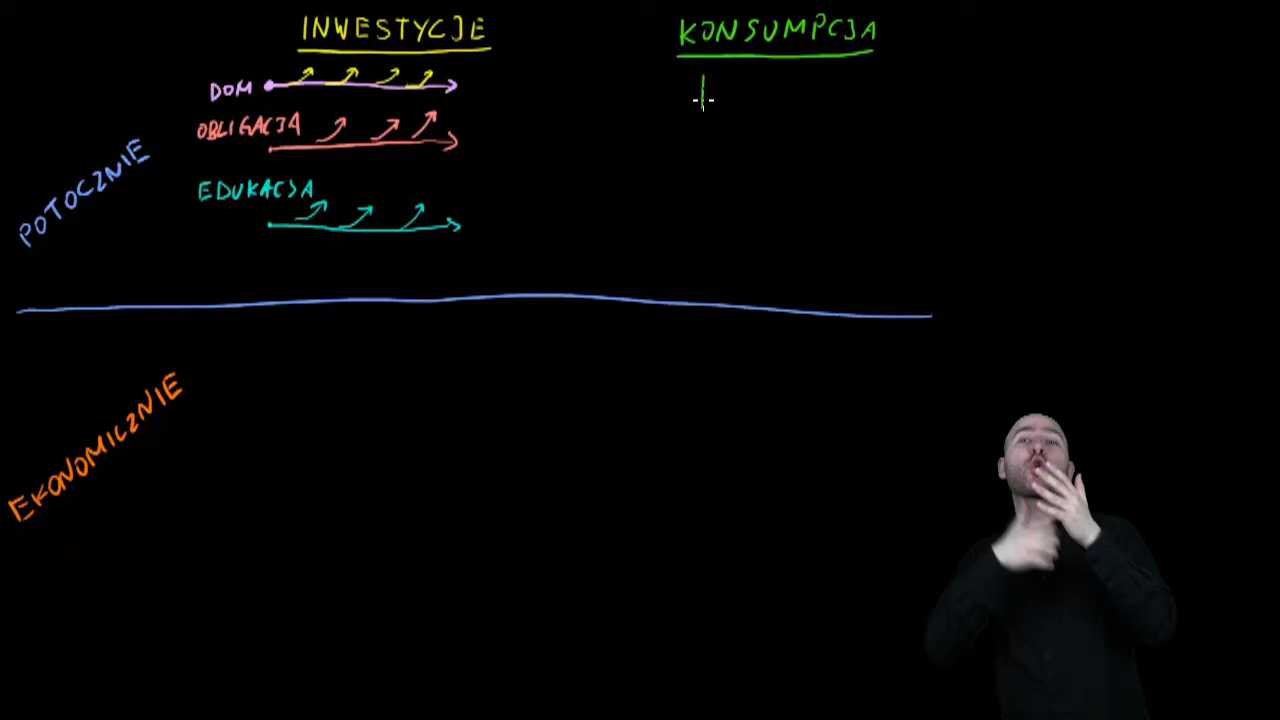 INWESTYCJE
KONSUMPCJA
DOM
OBLIGACJA
EDUKACJA
POTOCZNIE
EKONOMICZNIE